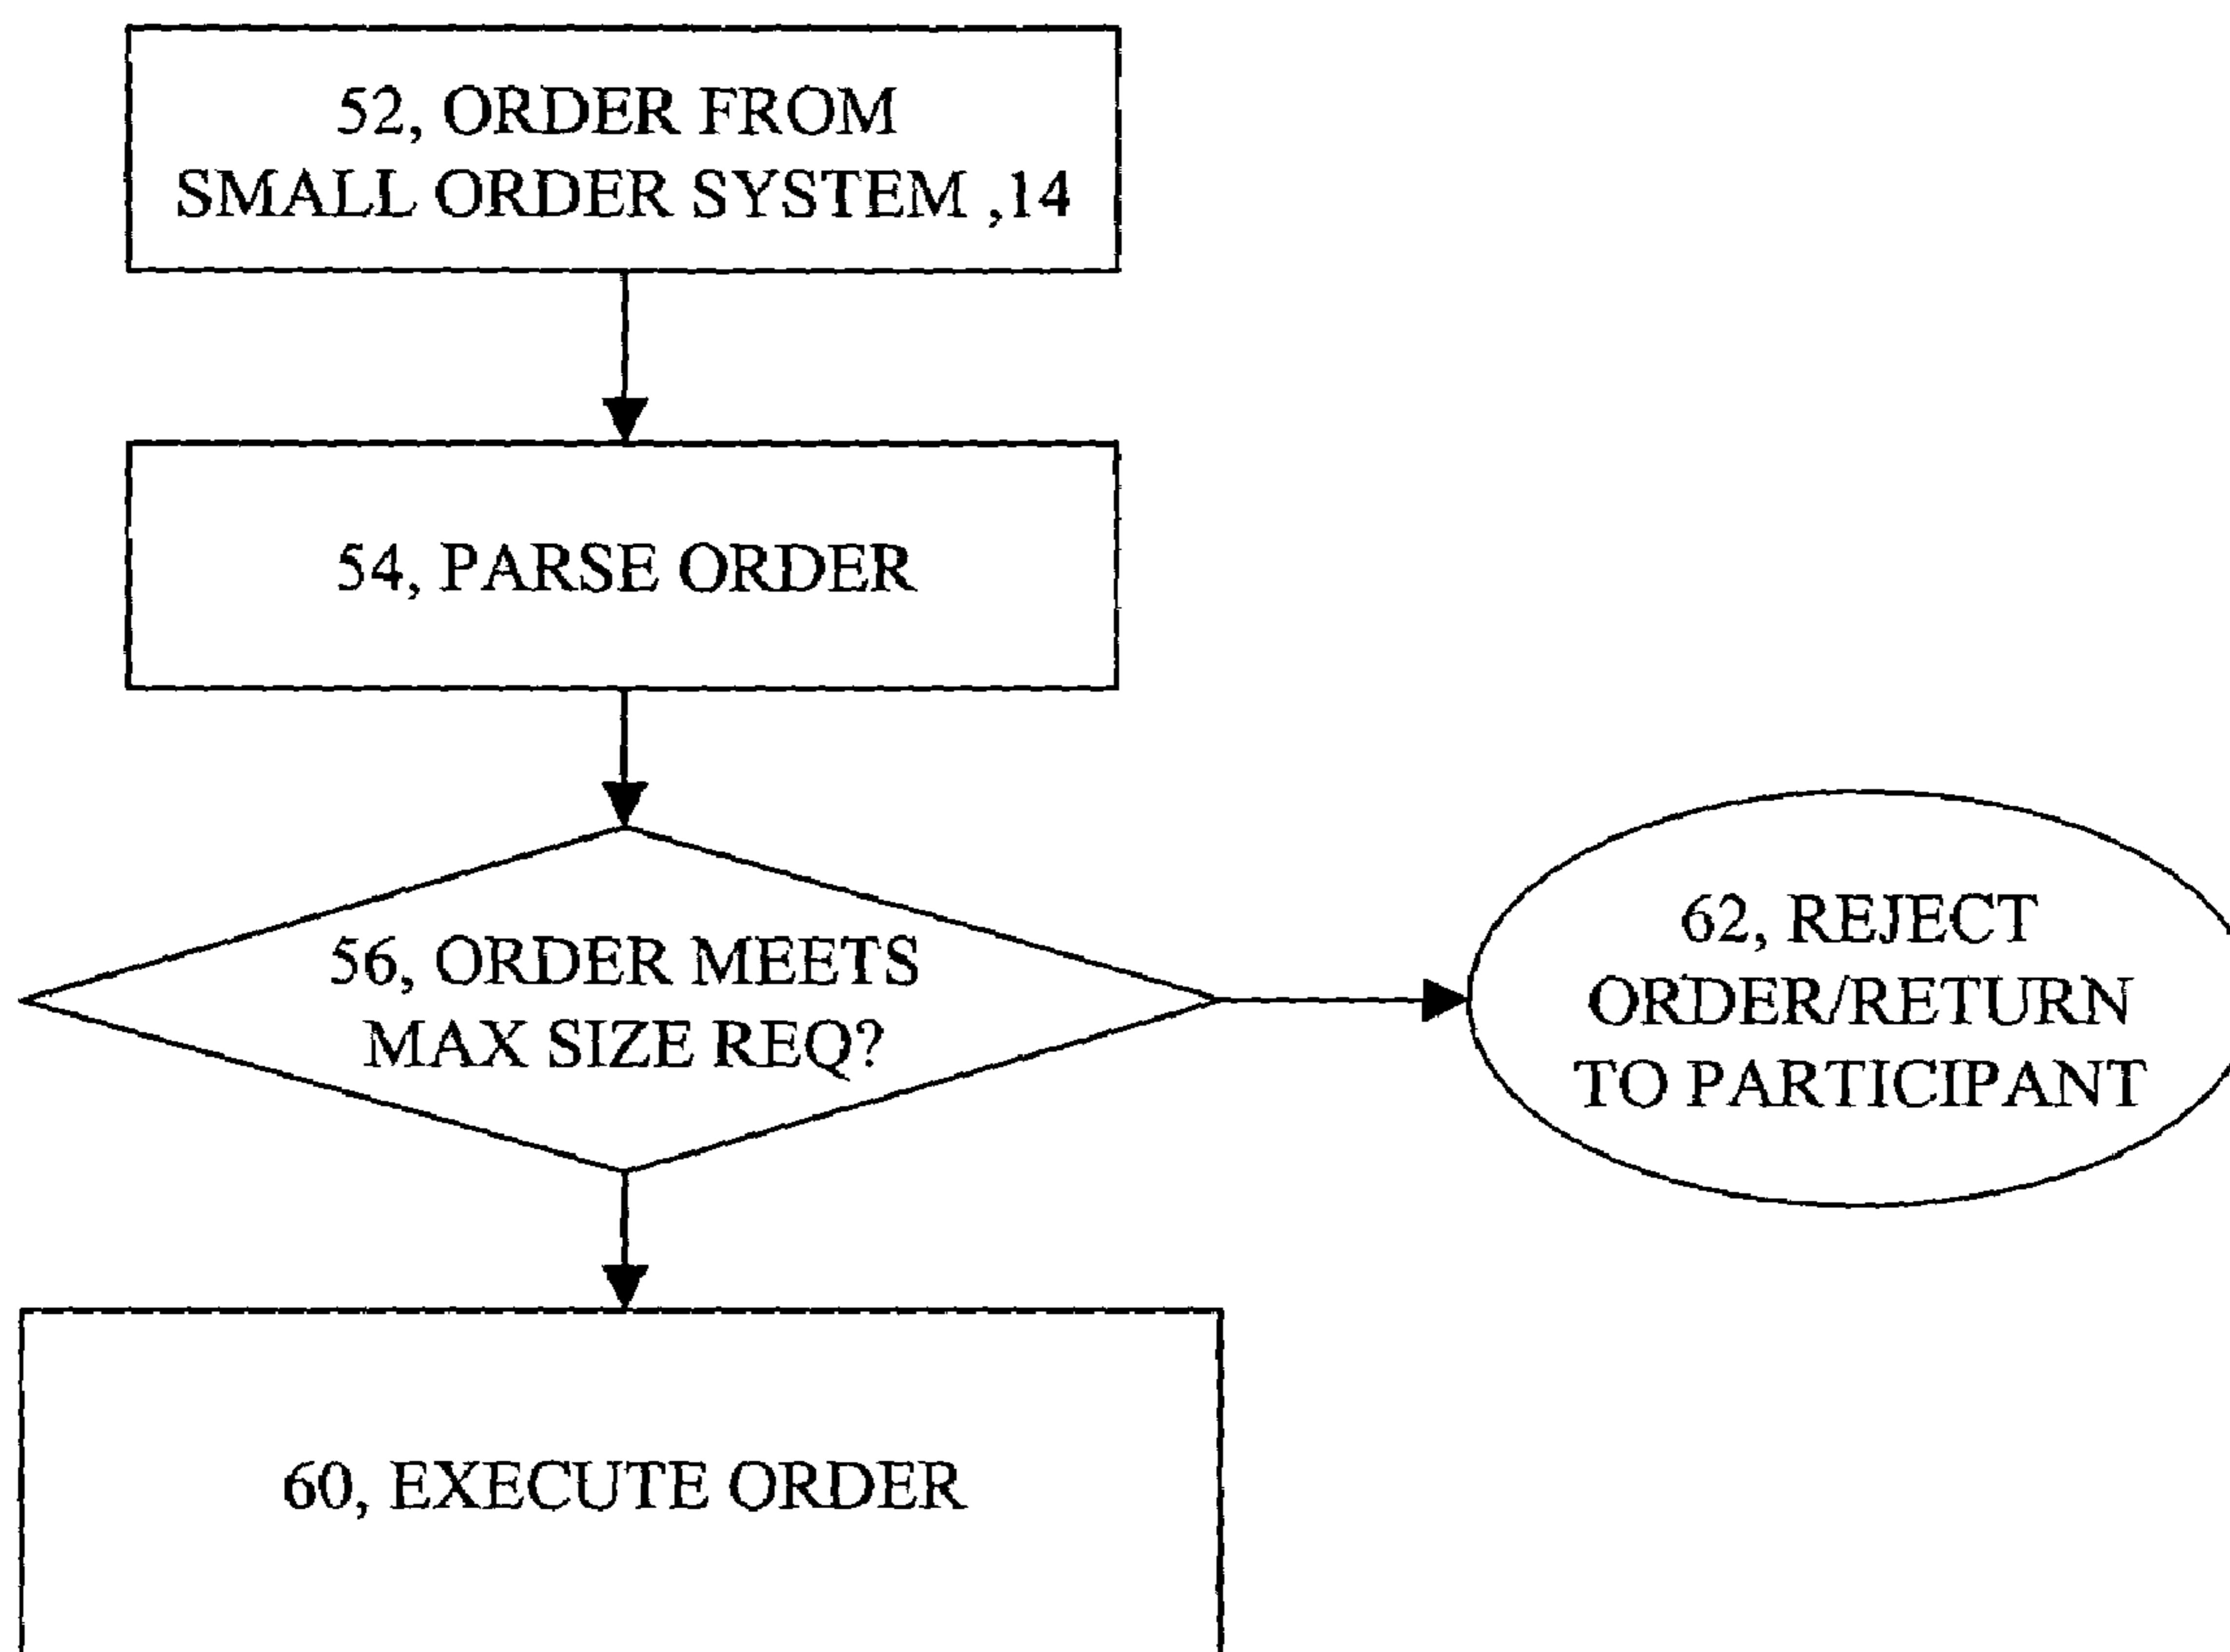 52, ORDER FROM
SMALL ORDER SYSTEM ,14
54, PARSE ORDER
56, ORDER MEETS
MAX SIZE REQ?
62, REJECT
ORDER/RETURN
TO PARTICIPANT
60, EXECUTE ORDER